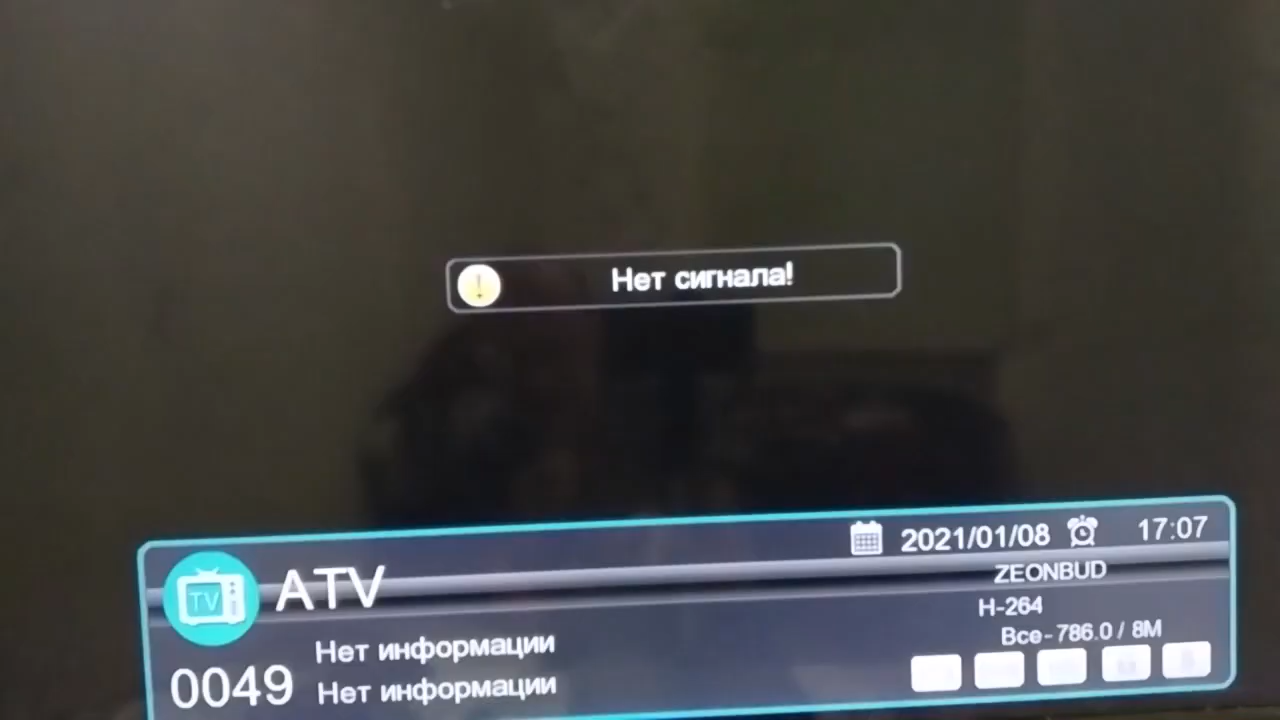 Нет сигнала!
2021/01/08 17:07
TV ATV
ZEONBUD
H-264
Нет информации
Все-786.0 / 8M
0049 Нет информации